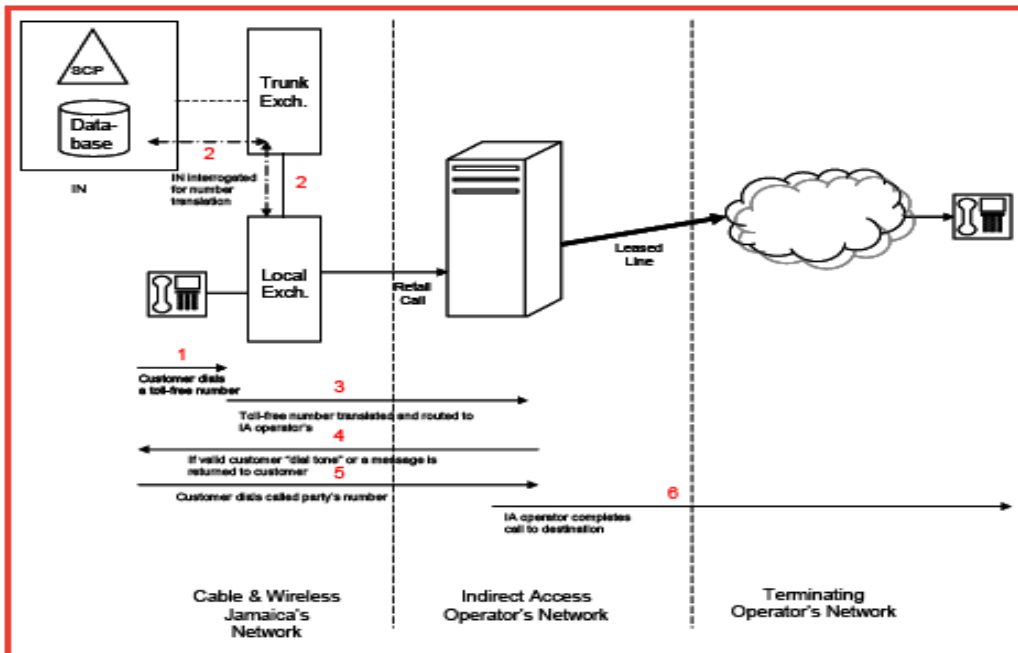 SCP
Trunk
Exch.
Data-
base
2
IN
IN interrogated
for number
translation
2
Local
Exch.
Retail
Call
Leased
Line
1
Customer dials
a toll-free number
3
Toll-free number translated and routed to
IA operator's
4
If valid customer "dial tone" or a message is
returned to customer
5
Customer dials called party's number
6
IA operator completes
call to destination
Cable & Wireless
Jamaica's
Network
Indirect Access
Operator's Network
Terminating
Operator's Network